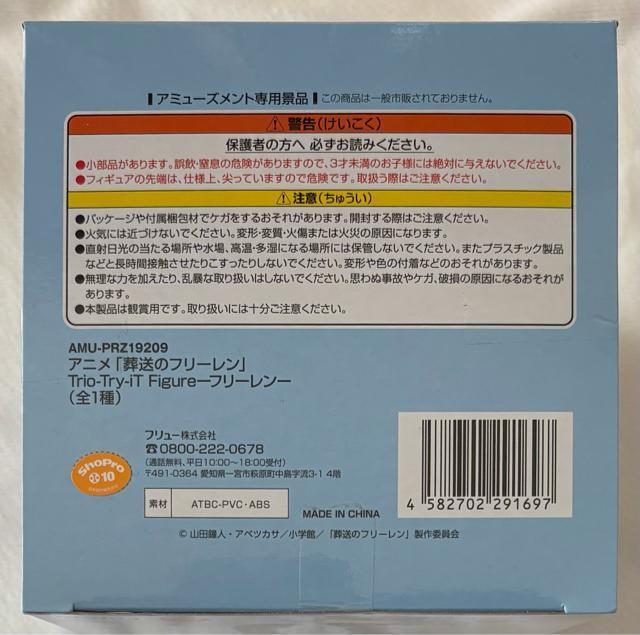 アミューズメント専用景品 この商品は一般市販されておりません。
⚠警告(けいこく)
保護者の方へ 必ずお読みください。
●小部品があります。誤飲・窒息の危険がありますので、3才未満のお子様には絶対に与えないでください。
●フィギュアの先端は、仕様上、尖っていますので危険です。取扱う際はご注意ください。
⚠注意(ちゅうい)
●パッケージや付属梱包材でケガをするおそれがあります。開封する際はご注意ください。
●火気には近づけないでください。変形・変質・火傷または火災の原因になります。
●直射日光の当たる場所や水場、高温・多湿になる場所には保管しないでください。またプラスチック製品
などと長時間接触させたりこすったりしないでください。変形や色の付着などのおそれがあります。
●無理な力を加えたり、乱暴な取り扱いはしないでください。思わぬ事故やケガ、破損の原因になるおそれが
あります。
●本製品は観賞用です。取り扱いには十分ご注意ください。
AMU-PRZ19209
アニメ「葬送のフリーレン」
Trio-Try-iT Figureーフリーレンー
(全1種)
フリュー株式会社
☎0800-222-0678
(通話無料、平日10:00～18:00受付)
〒491-0364 愛知県一宮市萩原町中島字流3-1 4階
ShoPro
10
素材 ATBC-PVC・ABS
MADE IN CHINA
4 582702 291697
© 山田鐘人・アベツカサ/小学館/「葬送のフリーレン」製作委員会